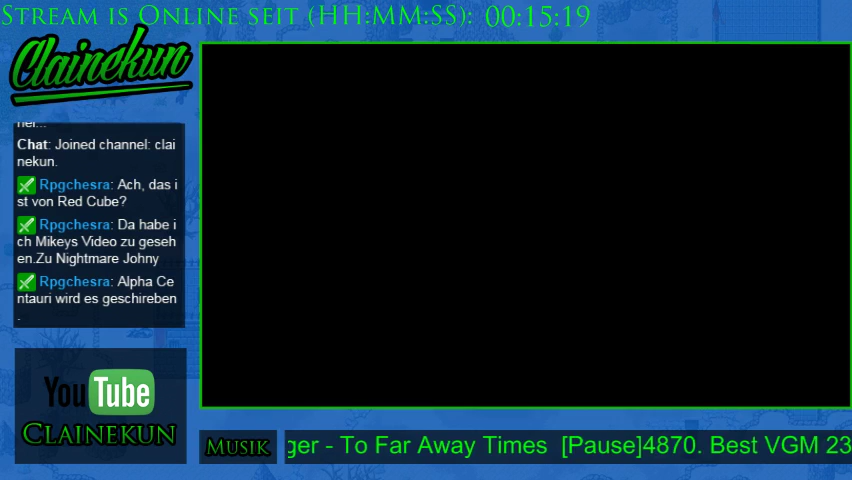 Stream is Online seit (HH:MM:SS): 00:15:19
Clainekun
Chat: Joined channel: clai
nekun.
Rpgchesra: Ach, das i
st von Red Cube?
Rpgchesra: Da habe i
ch Mikeys Video zu geseh
en.Zu Nightmare Johny
Rpgchesra: Alpha Ce
ntauri wird es geschireben
.
YouTube
Clainekun
Musik
ger - To Far Away Times [Pause]4870. Best VGM 23